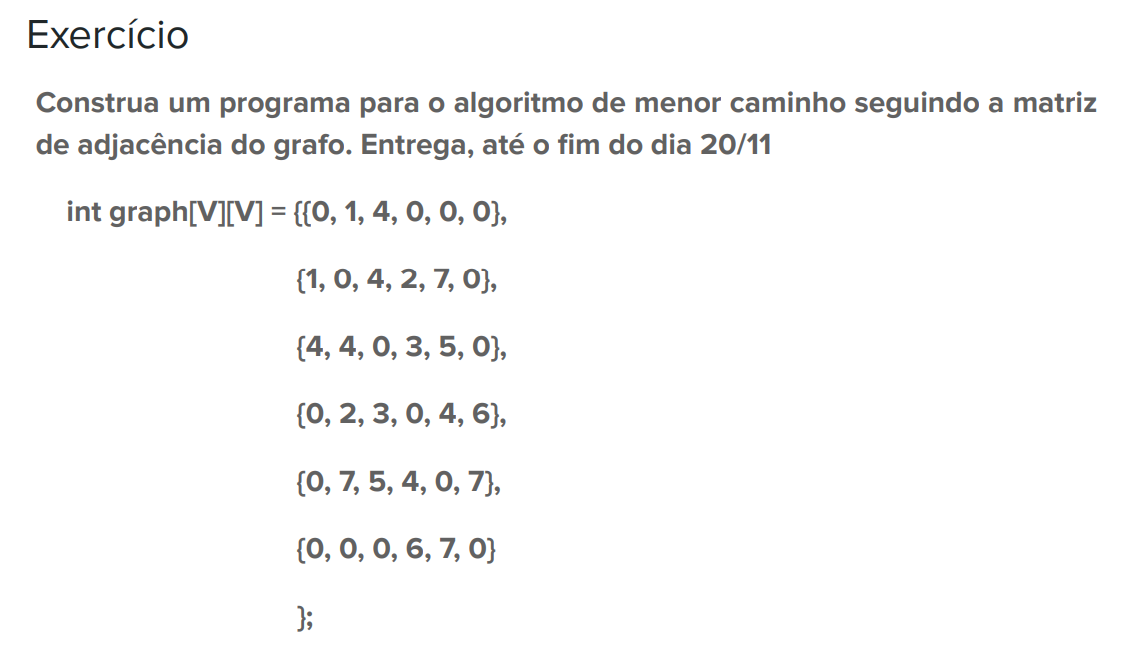 Exercício
Construa um programa para o algoritmo de menor caminho seguindo a matriz
de adjacência do grafo. Entrega, até o fim do dia 20/11
int graph[V][V] = {{0, 1, 4, 0, 0, 0},
{1, 0, 4, 2, 7, 0},
{4, 4, 0, 3, 5, 0},
{0, 2, 3, 0, 4, 6},
{0, 7, 5, 4, 0, 7},
{0, 0, 0, 6, 7, 0}
};